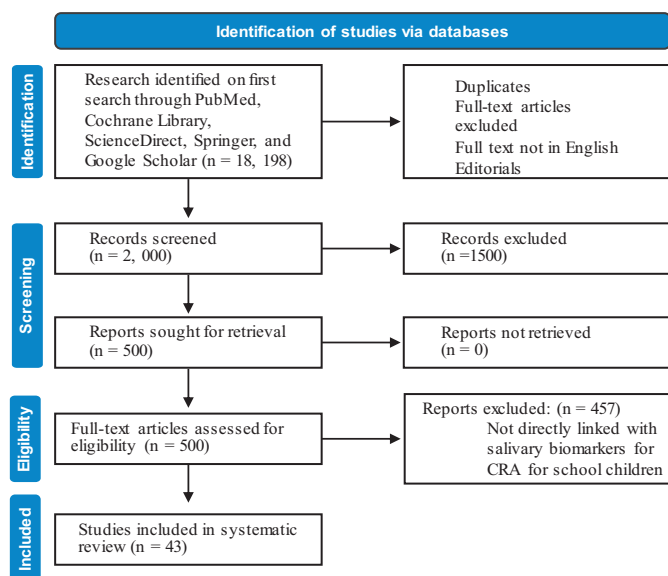 Identification of studies via databases
Identification
Research identified on first
search through PubMed,
Cochrane Library,
ScienceDirect, Springer, and
Google Scholar (n = 18, 198)
Duplicates
Full-text articles
excluded
Full text not in English
Editorials
Screening
Records screened
(n = 2, 000)
Records excluded
(n =1500)
Reports sought for retrieval
(n = 500)
Reports not retrieved
(n = 0)
Eligibility
Full-text articles assessed for
eligibility (n = 500)
Reports excluded: (n = 457)
Not directly linked with
salivary biomarkers for
CRA for school children
Included
Studies included in systematic
review (n = 43)